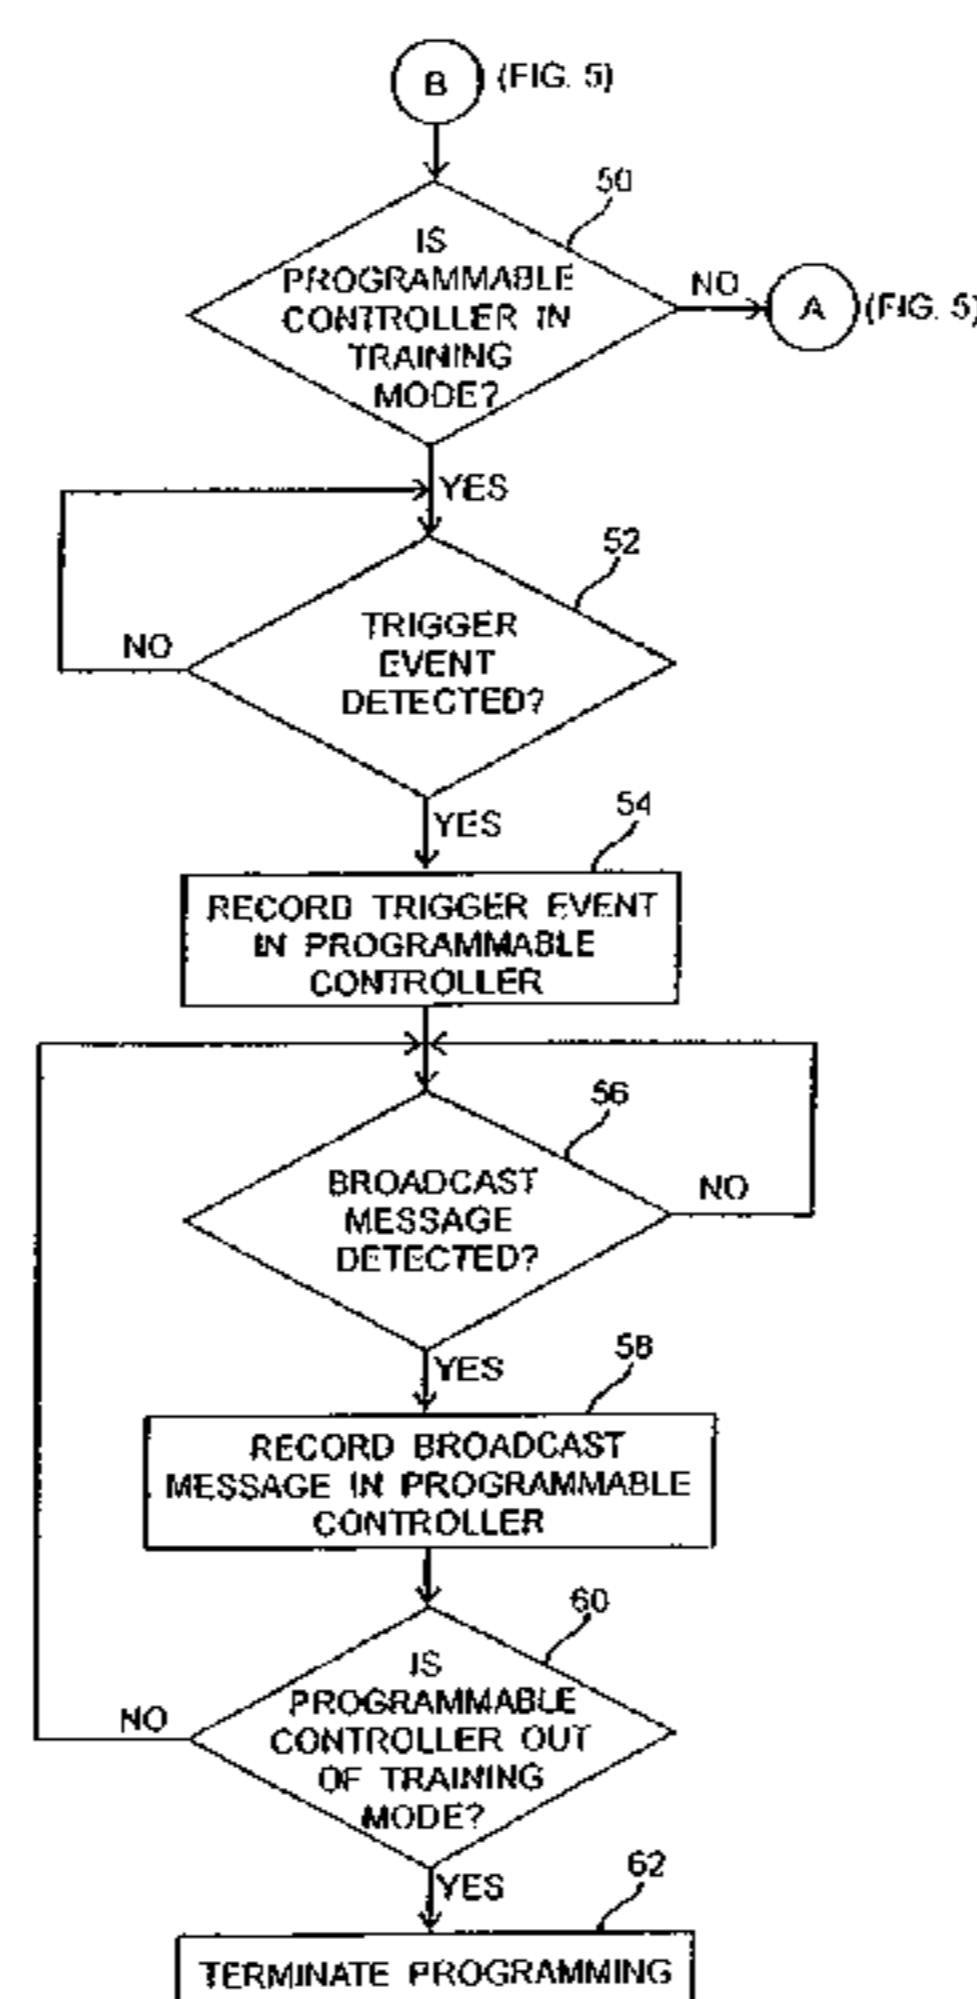 B (FIG. 5)
50
IS
PROGRAMMABLE
CONTROLLER IN
TRAINING
MODE?
NO
A (FIG. 5)
YES
52
TRIGGER
EVENT
DETECTED?
NO
YES
54
RECORD TRIGGER EVENT
IN PROGRAMMABLE
CONTROLLER
56
BROADCAST
MESSAGE
DETECTED?
NO
YES
58
RECORD BROADCAST
MESSAGE IN PROGRAMMABLE
CONTROLLER
60
IS
PROGRAMMABLE
CONTROLLER OUT
OF TRAINING
MODE?
NO
YES
62
TERMINATE PROGRAMMING